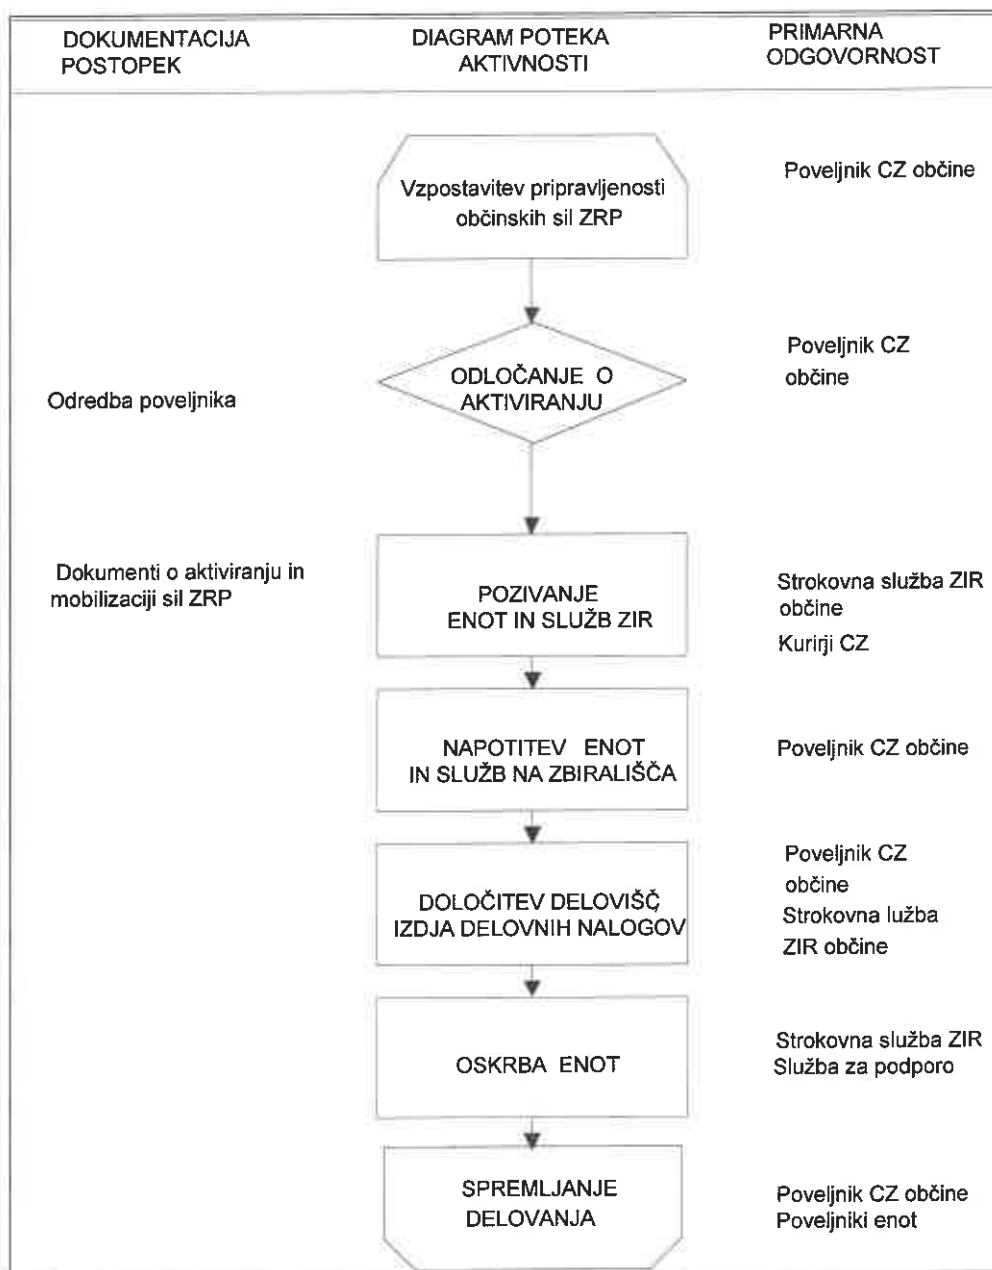 DOKUMENTACIJA
POSTOPEK
DIAGRAM POTEKA
AKTIVNOSTI
PRIMARNA
ODGOVORNOST
Vzpostavitev pripravljenosti
občinskih sil ZRP
Poveljnik CZ občine
Odredba poveljnika
ODLOČANJE O
AKTIVIRANJU
Poveljnik CZ
občine
Dokumenti o aktiviranju in
mobilizaciji sil ZRP
POZIVANJE
ENOT IN SLUŽB ZIR
Strokovna služba ZIR
občine
Kurirji CZ
NAPOTITEV ENOT
IN SLUŽB NA ZBIRALIŠČA
Poveljnik CZ občine
DOLOČITEV DELOVIŠČ
IZDJA DELOVNIH NALOGOV
Poveljnik CZ
občine
Strokovna lužba
ZIR občine
OSKRBA ENOT
Strokovna služba ZIR
Služba za podporo
SPREMLJANJE
DELOVANJA
Poveljnik CZ občine
Poveljniki enot